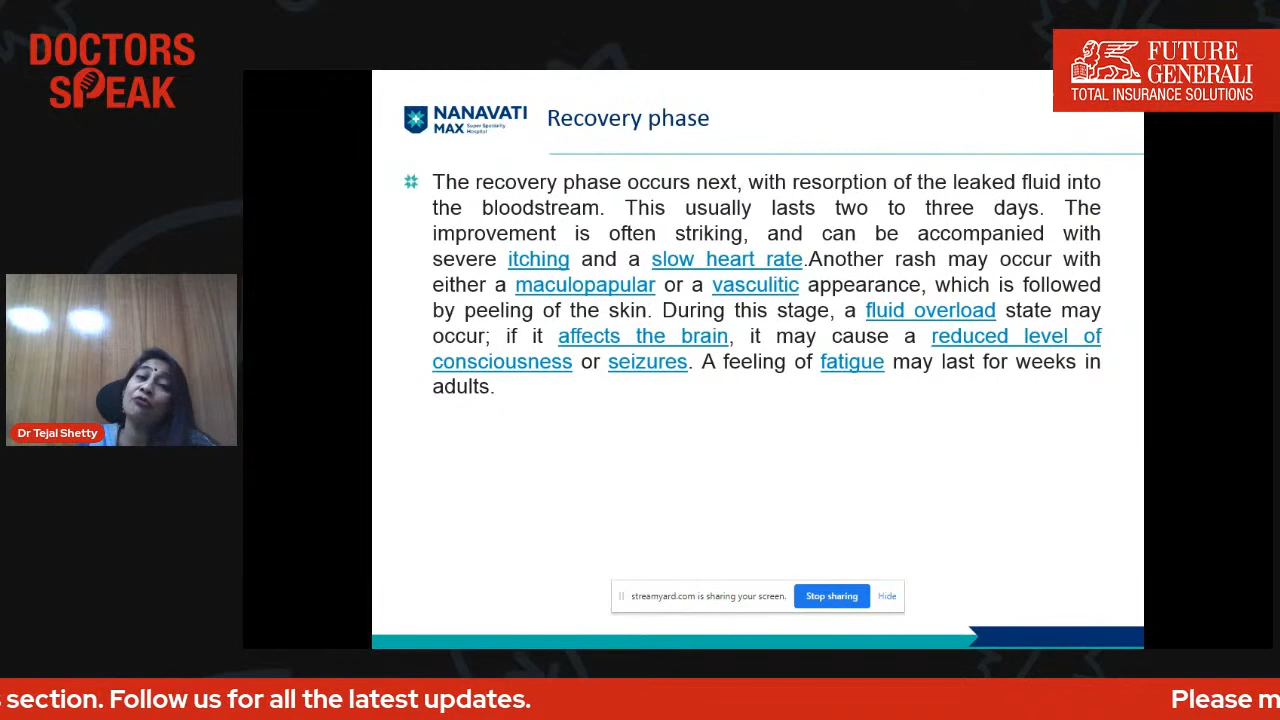 DOCTORS
SPEAK
FUTURE
GENERALI
TOTAL INSURANCE SOLUTIONS
NANAVATI
MAX Super Speciality
Hospital
Recovery phase
The recovery phase occurs next, with resorption of the leaked fluid into
the bloodstream. This usually lasts two to three days. The
improvement is often striking, and can be accompanied with
severe itching and a slow heart rate.Another rash may occur with
either a maculopapular or a vasculitic appearance, which is followed
by peeling of the skin. During this stage, a fluid overload state may
occur; if it affects the brain, it may cause a reduced level of
consciousness or seizures. A feeling of fatigue may last for weeks in
adults.
Dr Tejal Shetty
streamyard.com is sharing your screen. Stop sharing Hide
section. Follow us for all the latest updates. Please m